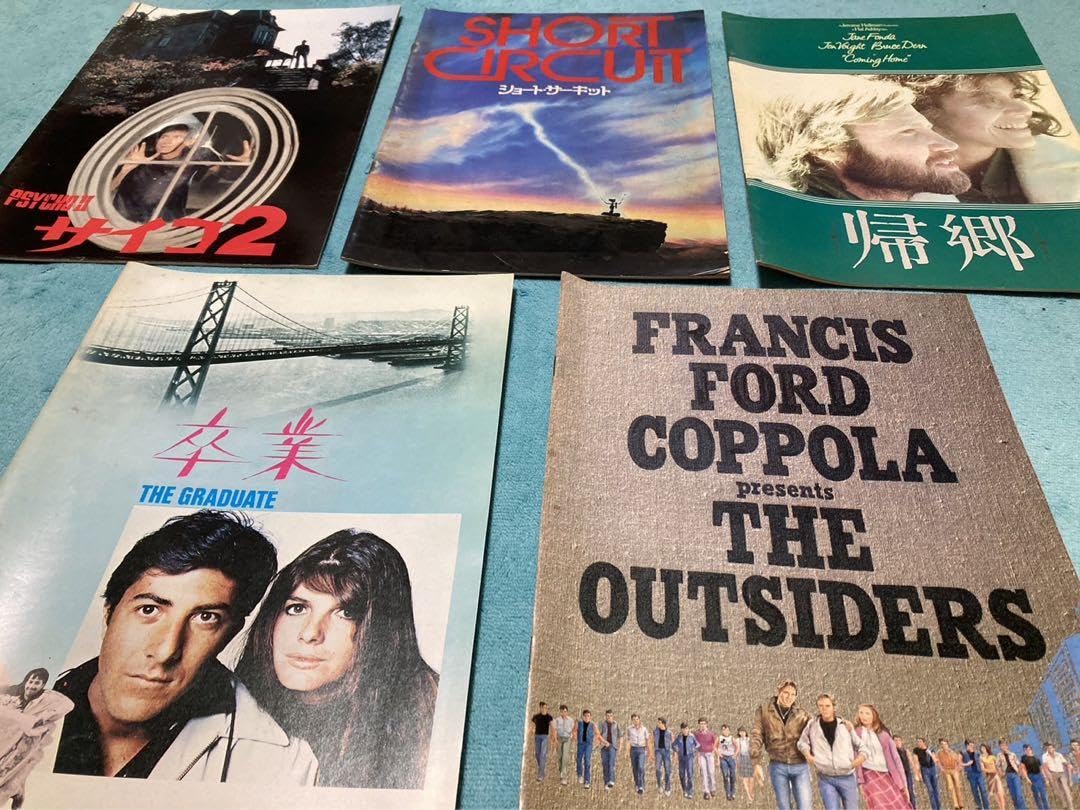 PSYCHO II
サイコ2
SHORT
CIRCUIT
ショートサーキット
Jane Fonda
Jon Voight Bruce Dern
"Coming Home"
帰郷
卒業
THE GRADUATE
FRANCIS
FORD
COPPOLA
presents
THE
OUTSIDERS